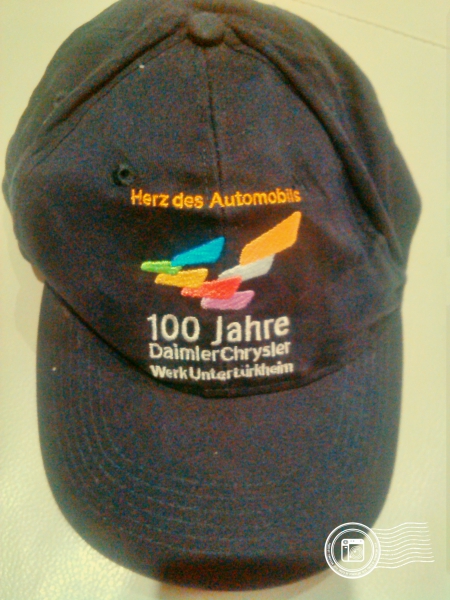 Herz des Automobils
100 Jahre
DaimlerChrysler
Werk Untertürkheim